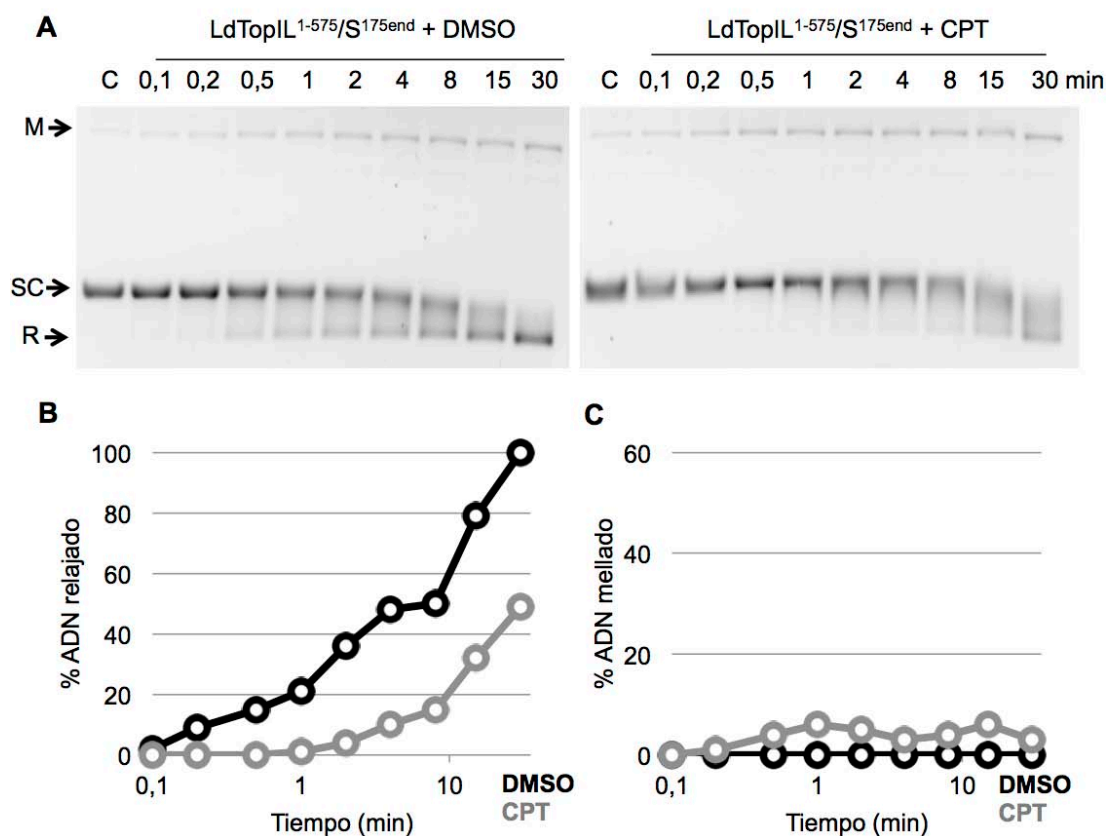 A
LdTopIL1-575/S175end + DMSO
LdTopIL1-575/S175end + CPT
C 0,1 0,2 0,5 1 2 4 8 15 30
C 0,1 0,2 0,5 1 2 4 8 15 30 min
M
SC
R
B
% ADN relajado
100
80
60
40
20
0
0,1 1 10
DMSO
CPT
Tiempo (min)
C
% ADN mellado
60
40
20
0
0,1 1 10
DMSO
CPT
Tiempo (min)